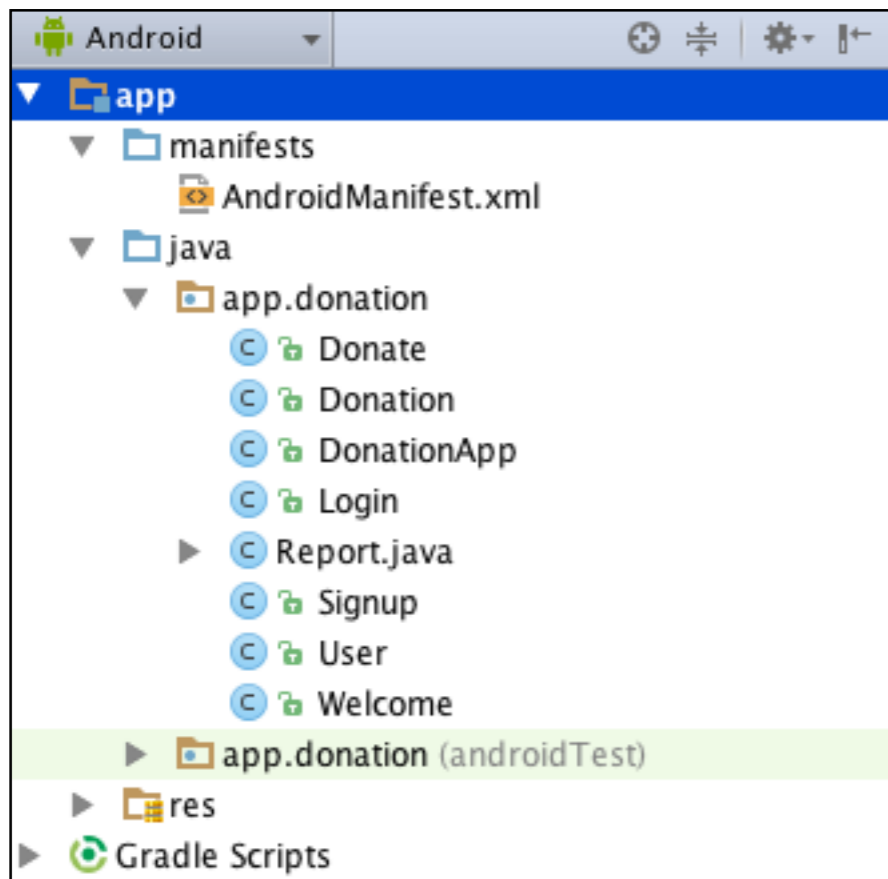 Android
app
manifests
AndroidManifest.xml
java
app.donation
Donate
Donation
DonationApp
Login
Report.java
Signup
User
Welcome
app.donation (androidTest)
res
Gradle Scripts